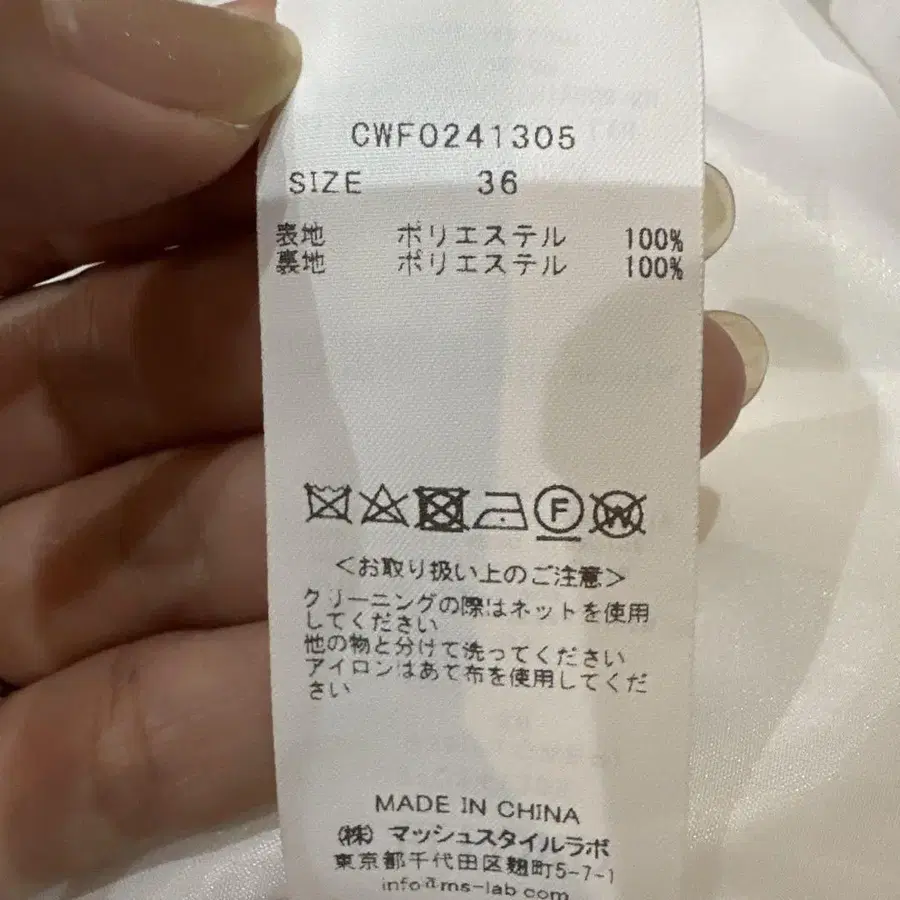 CWF0241305
SIZE 36
表地 ポリエステル 100%
裏地 ポリエステル 100%
F
W
<お取り扱い上のご注意>
クリーニングの際はネットを使用
してください
他の物と分けて洗ってください
アイロンはあて布を使用してくだ
さい
MADE IN CHINA
(株) マッシュスタイルラボ
東京都千代田区麹町5-7-1
info@ms-lab.com